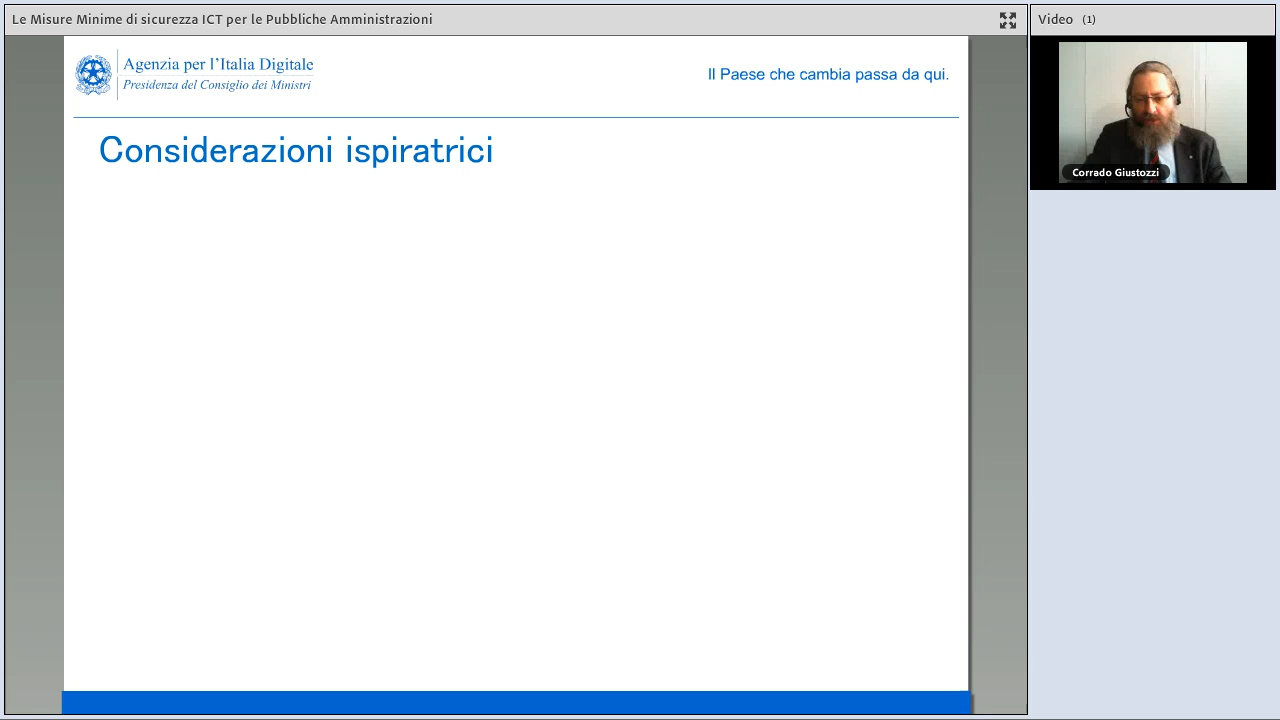 Le Misure Minime di sicurezza ICT per le Pubbliche Amministrazioni
Video (1)
Agenzia per l'Italia Digitale
Presidenza del Consiglio dei Ministri
Il Paese che cambia passa da qui.
Considerazioni ispiratrici
Corrado Giustozzi